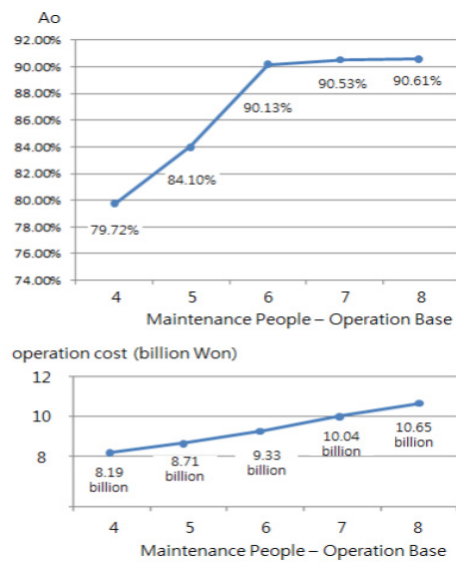 Ao
92.00%
90.00%
88.00%
86.00%
84.00%
82.00%
80.00%
78.00%
76.00%
74.00%
79.72%
84.10%
90.13%
90.53%
90.61%
4 5 6 7 8
Maintenance People – Operation Base
operation cost (billion Won)
12
10
8
8.19
billion
8.71
billion
9.33
billion
10.04
billion
10.65
billion
4 5 6 7 8
Maintenance People – Operation Base